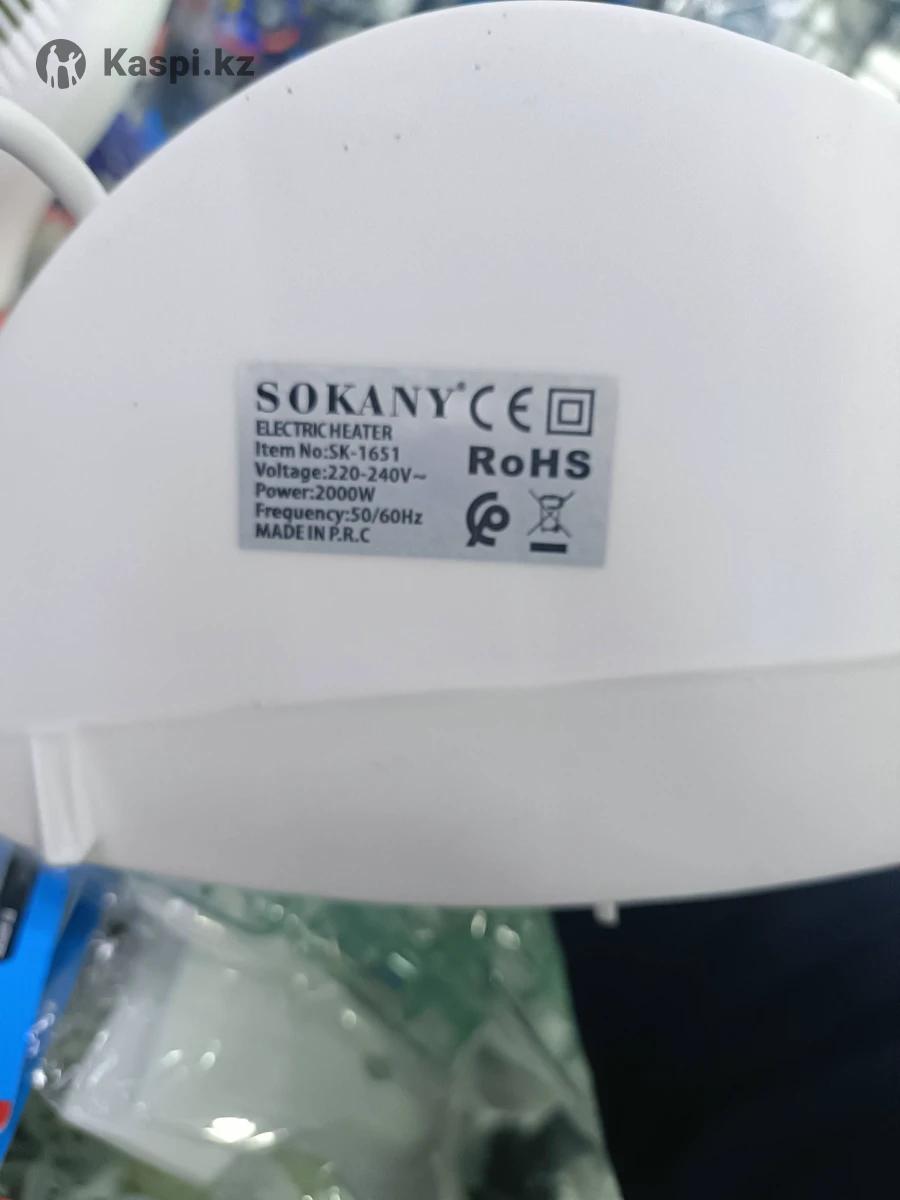 Kaspi.kz
SOKANY®
ELECTRIC HEATER
Item No:SK-1651
Voltage:220-240V~
Power:2000W
Frequency:50/60Hz
MADE IN P.R.C
CE
RoHS